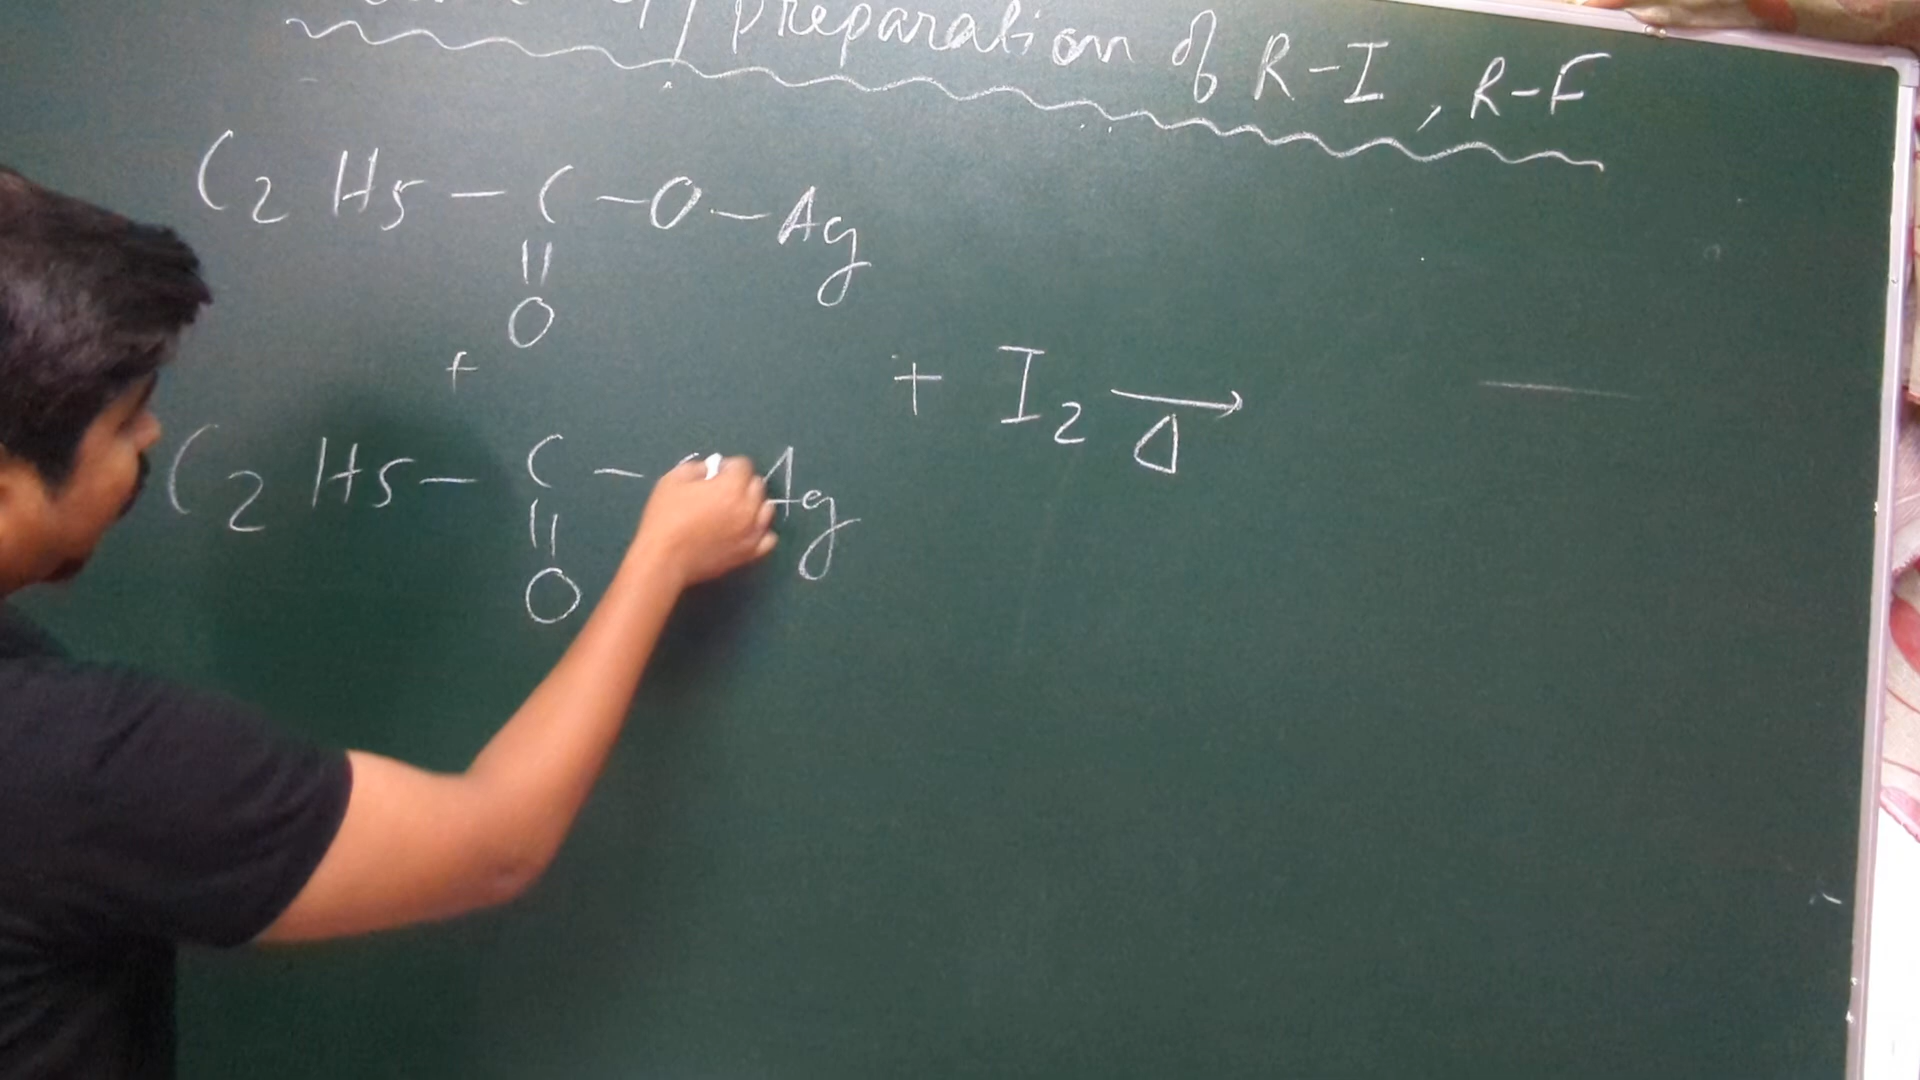 preparation of R-I, R-F
C2H5-C-O-Ag
||
O
+
+ I2 →
Δ
C2H5-C-
Ag
||
O